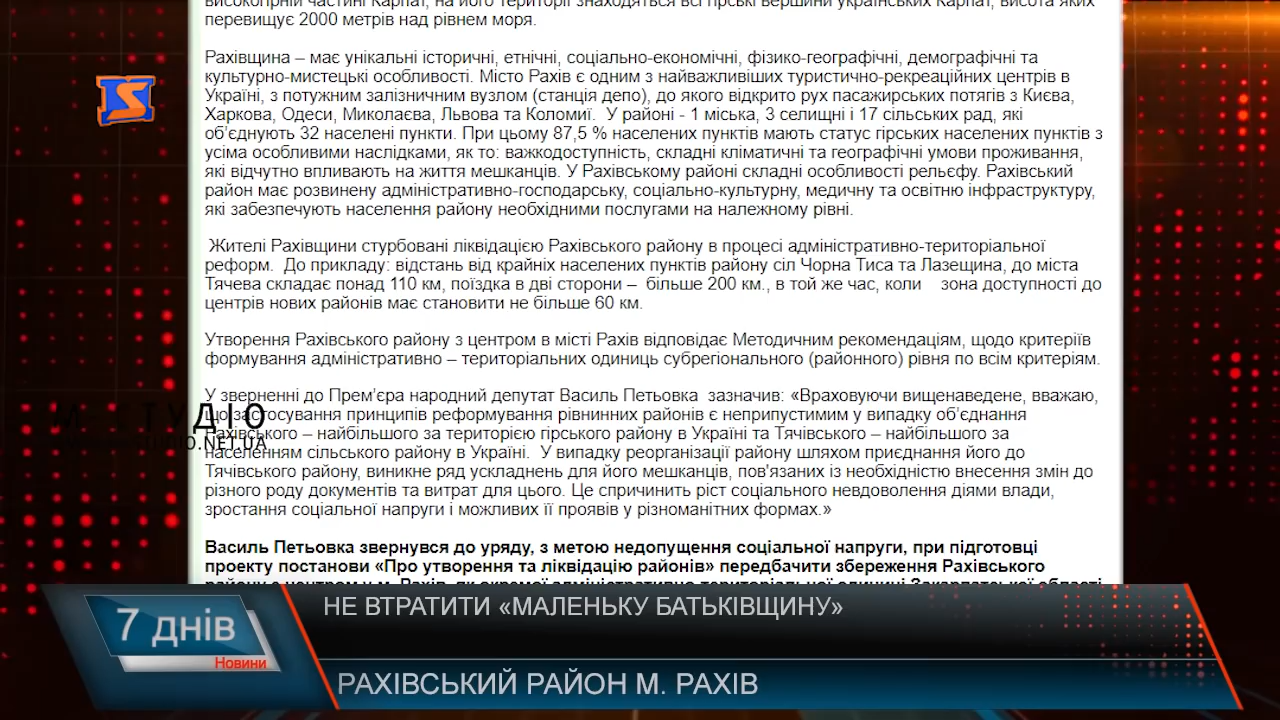 високогірній частині Карпат, на його території знаходяться всі гірські вершини українських Карпат, висота яких
перевищує 2000 метрів над рівнем моря.
Рахівщина – має унікальні історичні, етнічні, соціально-економічні, фізико-географічні, демографічні та
культурно-мистецькі особливості. Місто Рахів є одним з найважливіших туристично-рекреаційних центрів в
Україні, з потужним залізничним вузлом (станція депо), до якого відкрито рух пасажирських потягів з Києва,
Харкова, Одеси, Миколаєва, Львова та Коломиї. У районі - 1 міська, 3 селищні і 17 сільських рад, які
об’єднують 32 населені пункти. При цьому 87,5 % населених пунктів мають статус гірських населених пунктів з
усіма особливими наслідками, як то: важкодоступність, складні кліматичні та географічні умови проживання,
які відчутно впливають на життя мешканців. У Рахівському районі складні особливості рельєфу. Рахівський
район має розвинену адміністративно-господарську, соціально-культурну, медичну та освітню інфраструктуру,
які забезпечують населення району необхідними послугами на належному рівні.
Жителі Рахівщини стурбовані ліквідацією Рахівського району в процесі адміністративно-територіальної
реформ. До прикладу: відстань від крайніх населених пунктів району сіл Чорна Тиса та Лазещина, до міста
Тячева складає понад 110 км, поїздка в дві сторони – більше 200 км., в той же час, коли зона доступності до
центрів нових районів має становити не більше 60 км.
Утворення Рахівського району з центром в місті Рахів відповідає Методичним рекомендаціям, щодо критеріїв
формування адміністративно – територіальних одиниць субрегіонального (районного) рівня по всім критеріям.
У зверненні до Прем’єра народний депутат Василь Петьовка зазначив: «Враховуючи вищенаведене, вважаю,
що застосування принципів реформування рівнинних районів є неприпустимим у випадку об’єднання
Рахівського – найбільшого за територією гірського району в Україні та Тячівського – найбільшого за
населенням сільського району в Україні. У випадку реорганізації району шляхом приєднання його до
Тячівського району, виникне ряд ускладнень для його мешканців, пов'язаних із необхідністю внесення змін до
різного роду документів та витрат для цього. Це спричинить ріст соціального невдоволення діями влади,
зростання соціальної напруги і можливих її проявів у різноманітних формах.»
Василь Петьовка звернувся до уряду, з метою недопущення соціальної напруги, при підготовці
проекту постанови «Про утворення та ліквідацію районів» передбачити збереження Рахівського
району з центром у м. Рахів, як окремої адміністративно-територіальної одиниці Закарпатської області
М СТУДІО
STUDIO.NET.UA
7 днів
Новини
НЕ ВТРАТИТИ «МАЛЕНЬКУ БАТЬКІВЩИНУ»
РАХІВСЬКИЙ РАЙОН М. РАХІВ